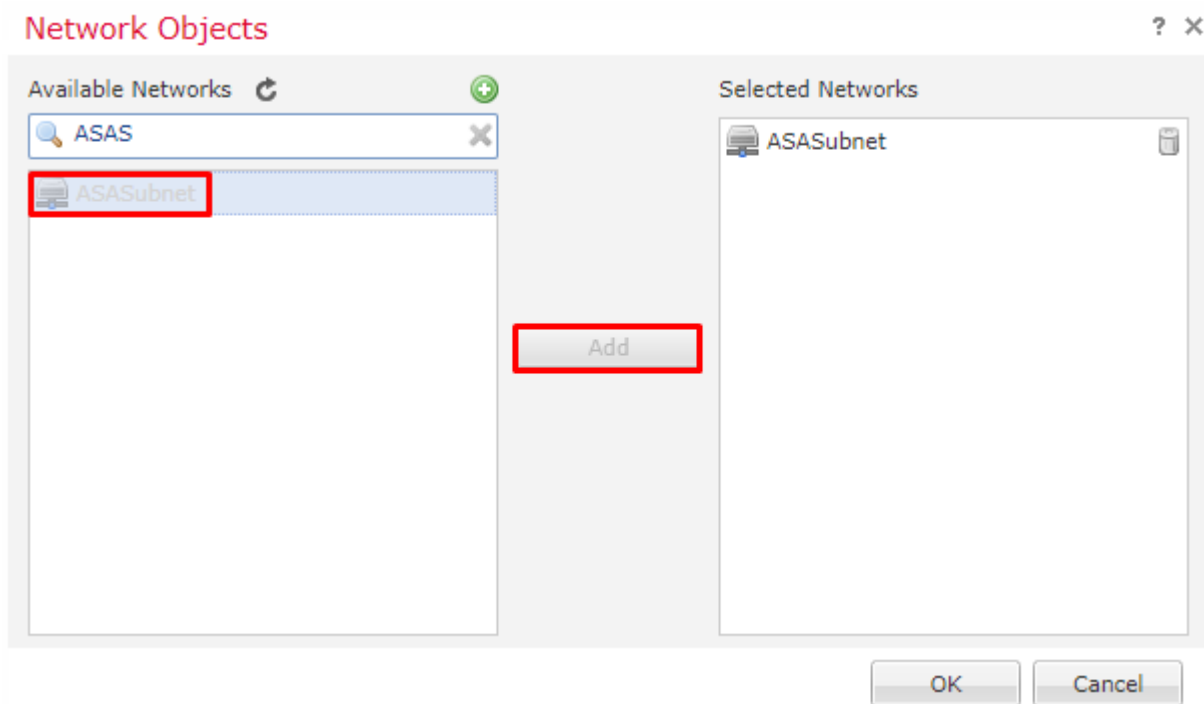 Network Objects
?
Available Networks
Selected Networks
ASAS
ASASubnet
ASASubnet
Add
OK
Cancel